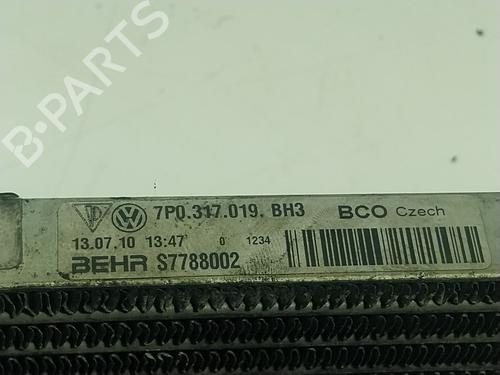 B-PARTS
7P0.317.019. BH3 BCO Czech
13.07.10 13:47 0 1234
BEHR S7788002